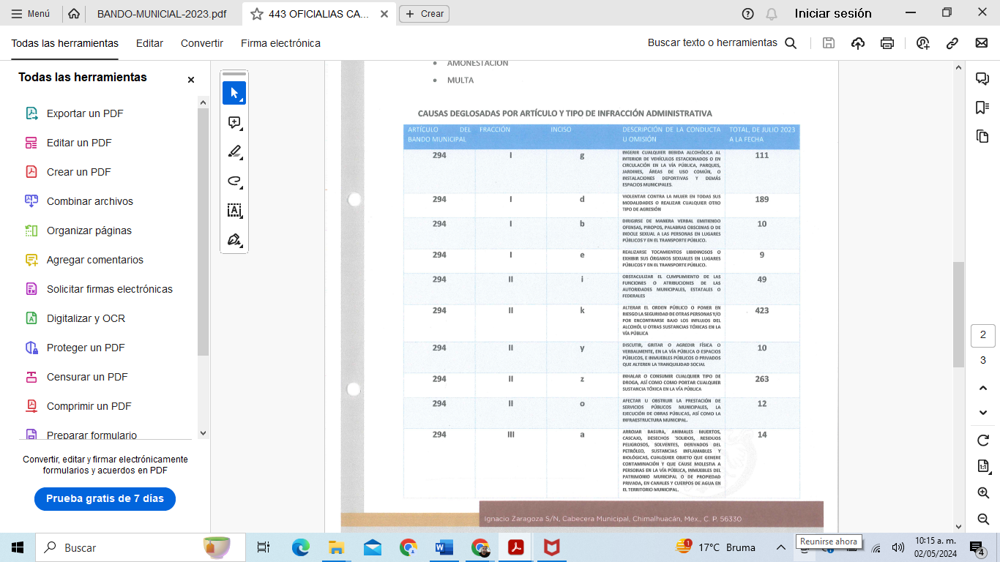 Menú
BANDO-MUNICIAL-2023.pdf
443 OFICIALIAS CA...
Crear
Iniciar sesión
Todas las herramientas
Editar
Convertir
Firma electrónica
Buscar texto o herramientas
Todas las herramientas
Exportar un PDF
Editar un PDF
Crear un PDF
Combinar archivos
Organizar páginas
Agregar comentarios
Solicitar firmas electrónicas
Digitalizar y OCR
Proteger un PDF
Censurar un PDF
Comprimir un PDF
Preparar formulario
Convertir, editar y firmar electrónicamente
formularios y acuerdos en PDF
Prueba gratis de 7 días
• AMONESTACION
• MULTA
CAUSAS DEGLOSADAS POR ARTÍCULO Y TIPO DE INFRACCIÓN ADMINISTRATIVA
ARTÍCULO DEL FRACCIÓN INCISO DESCRIPCIÓN DE LA CONDUCTA TOTAL, DE JULIO 2023
BANDO MUNICIPAL U OMISIÓN A LA FECHA
294 I g INGERIR CUALQUIER BEBIDA ALCOHÓLICA AL 111
INTERIOR DE VEHÍCULOS ESTACIONADOS O EN
CIRCULACIÓN EN LA VÍA PÚBLICA, PARQUES,
JARDINES, ÁREAS DE USO COMÚN, O
INSTALACIONES DEPORTIVAS Y DEMÁS
ESPACIOS MUNICIPALES.
294 I d VIOLENTAR CONTRA LA MUJER EN TODAS SUS 189
MODALIDADES O REALIZAR CUALQUIER OTRO
TIPO DE AGRESIÓN
294 I b DIRIGIRSE DE MANERA VERBAL EMITIENDO 10
OFENSAS, PIROPOS, PALABRAS OBSCENAS O DE
INDOLE SEXUAL A LAS PERSONAS EN LUGARES
PÚBLICOS Y EN EL TRANSPORTE PÚBLICO.
294 I e REALIZARSE TOCAMIENTOS LIBIDINOSOS O 9
EXHIBIR SUS ÓRGANOS SEXUALES EN LUGARES
PÚBLICOS Y EN EL TRANSPORTE PÚBLICO.
294 II i OBSTACULIZAR EL CUMPLIMIENTO DE LAS 49
FUNCIONES O ATRIBUCIONES DE LAS
AUTORIDADES MUNICIPALES, ESTATALES O
FEDERALES
294 II k ALTERAR EL ORDEN PÚBLICO O PONER EN 423
RIESGO LA SEGURIDAD DE OTRAS PERSONAS Y/O
POR ENCONTRARSE BAJO LOS INFLUJOS DEL
ALCOHÓL U OTRAS SUSTANCIAS TÓXICAS EN LA
VÍA PÚBLICA
294 II y DISCUTIR, GRITAR O AGREDIR FÍSICA O 10
VERBALMENTE, EN LA VÍA PÚBLICA O ESPACIOS
PÚBLICOS, E INMUEBLES PÚBLICOS O PRIVADOS
QUE ALTEREN LA TRANQUILIDAD SOCIAL
294 II z INHALAR O CONSUMIR CUALQUIER TIPO DE 263
DROGA, ASÍ COMO COMO PORTAR CUALQUIER
SUSTANCIA TÓXICA EN LA VÍA PÚBLICA
294 II o AFECTAR U OBSTRUIR LA PRESTACIÓN DE 12
SERVICIOS PÚBLICOS MUNICIPALES, LA
EJECUCIÓN DE OBRAS PÚBLICAS, ASÍ COMO LA
INFRAESTRUCTURA MUNICIPAL.
294 III a ARROJAR BASURA, ANIMALES MUERTOS, 14
CASCAJO, DESECHOS ´SOLIDOS, RESIDUOS
PELIGROSOS, SOLVENTES, DERIVADOS DEL
PETRÓLEO, SUSTANCIAS INFLAMABLES Y
BIOLÓGICAS, CUALQUIER OBJETO QUE GENERE
CONTAMINACIÓN Y QUE CAUSE MOLESTIA A
PERSONAS EN LA VÍA PÚBLICA, INMUEBLES DEL
PATRIMONIO MUNICIPAL O DE PROPIEDAD
PRIVADA, EN CANALES Y CUERPOS DE AGUA EN
EL TERRITORIO MUNICIPAL.
Ignacio Zaragoza S/N, Cabecera Municipal, Chimalhuacán, Méx., C. P. 56330
2
3
1:1
Reunirse ahora
Buscar
1
17°C Bruma
10:15 a. m.
02/05/2024
4